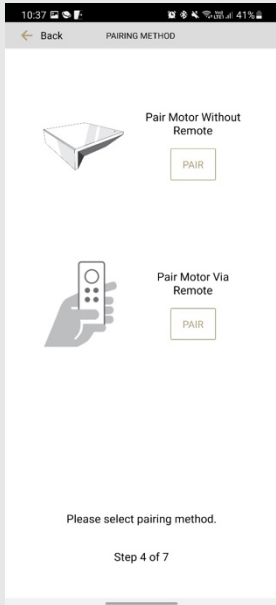 10:37 41%
Back PAIRING METHOD
Pair Motor Without
Remote
PAIR
Pair Motor Via
Remote
PAIR
Please select pairing method.
Step 4 of 7